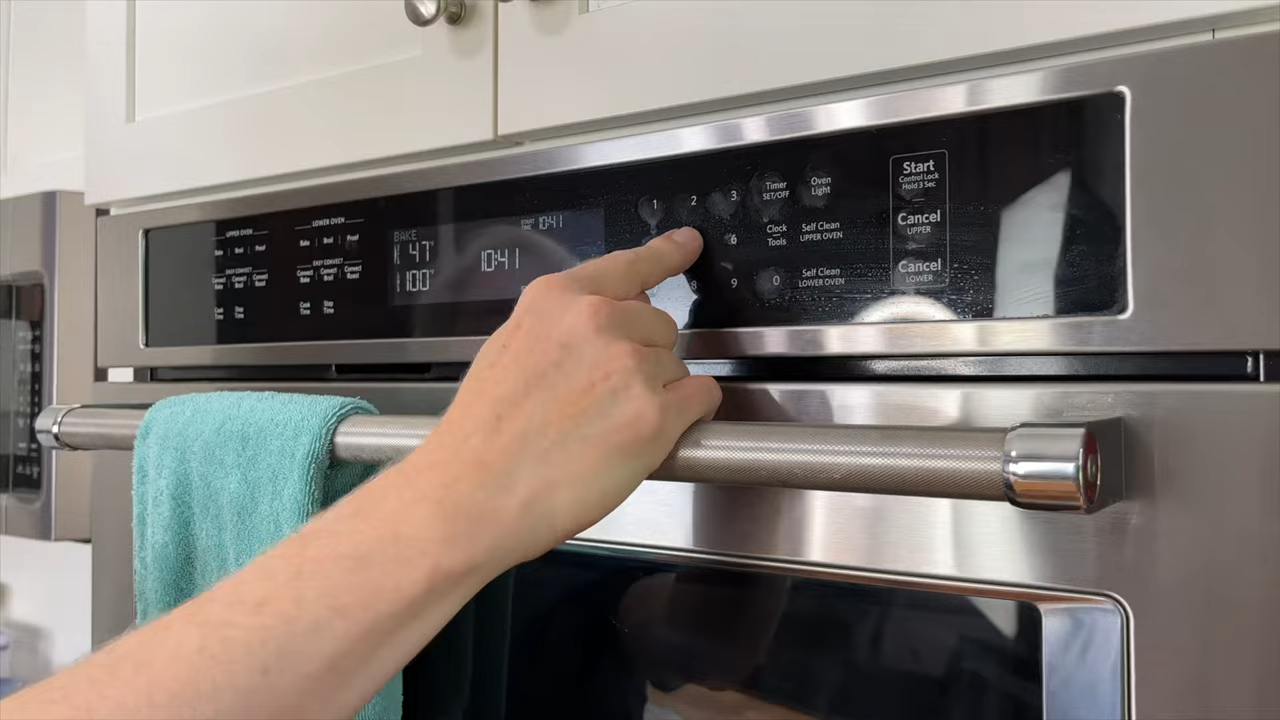 UPPER OVEN
Bake Broil Proof
EASY CONVECT
Convect Bake Convect Broil Convect Roast
Cook Time Stop Time
LOWER OVEN
Bake Broil Proof
EASY CONVECT
Convect Bake Convect Broil Convect Roast
Cook Time Stop Time
BAKE
47°
100°
10:41
START TIME 10:41
1 2 3
6
8 9 0
Timer SET/OFF
Oven Light
Clock Tools
Self Clean
UPPER OVEN
Self Clean
LOWER OVEN
Start
Control Lock
Hold 3 Sec
Cancel
UPPER
Cancel
LOWER